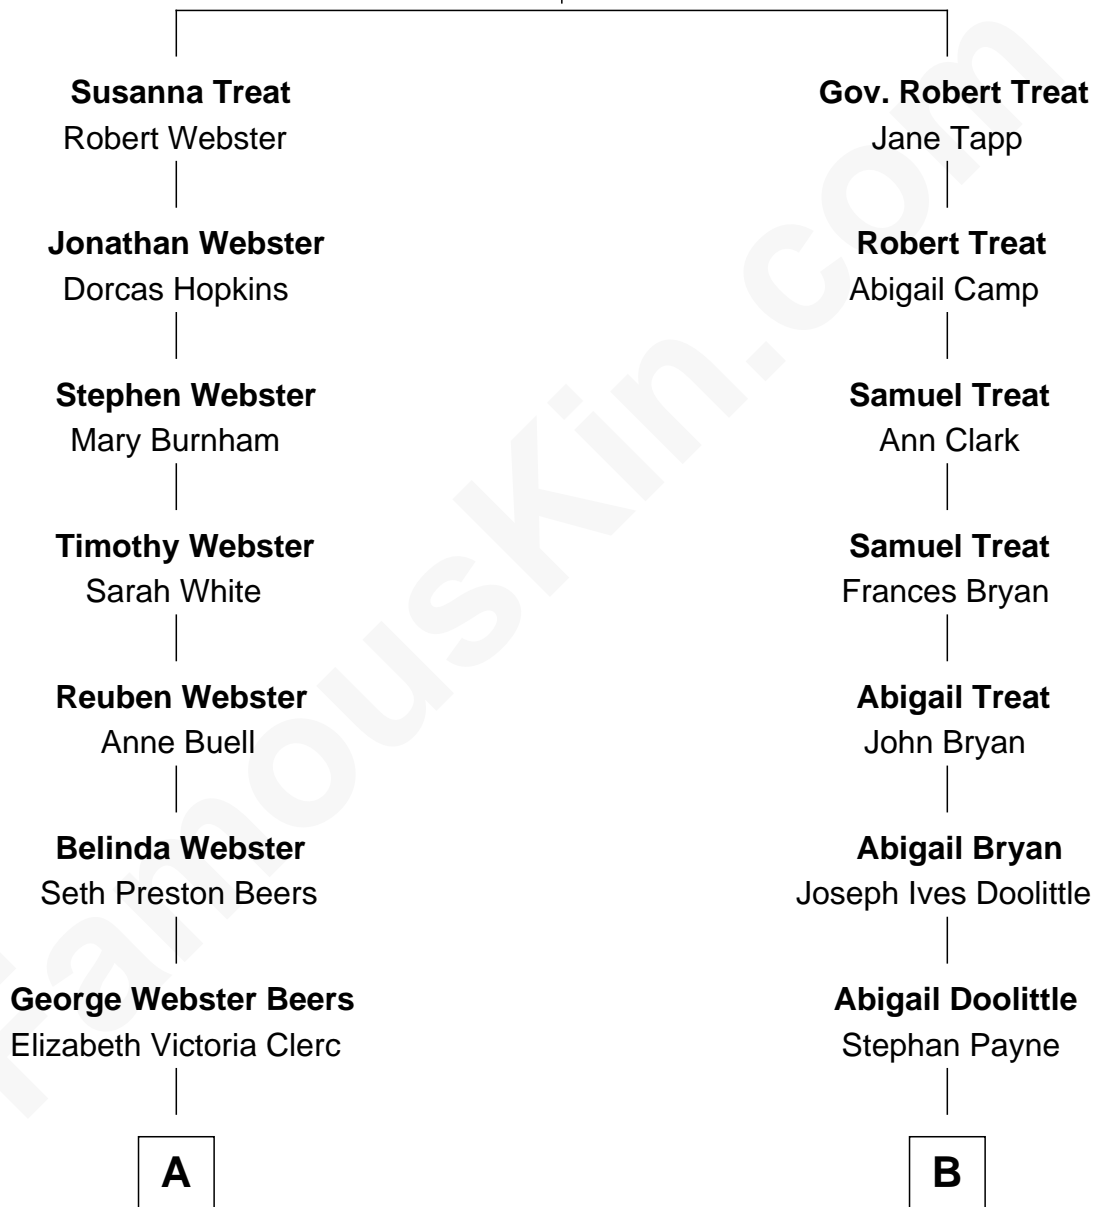 Susanna Treat
Robert Webster
Jonathan Webster
Dorcas Hopkins
Stephen Webster
Mary Burnham
Timothy Webster
Sarah White
Reuben Webster
Anne Buell
Belinda Webster
Seth Preston Beers
George Webster Beers
Elizabeth Victoria Clerc
A
Gov. Robert Treat
Jane Tapp
Robert Treat
Abigail Camp
Samuel Treat
Ann Clark
Samuel Treat
Frances Bryan
Abigail Treat
John Bryan
Abigail Bryan
Joseph Ives Doolittle
Abigail Doolittle
Stephan Payne
B
FamousKin.com